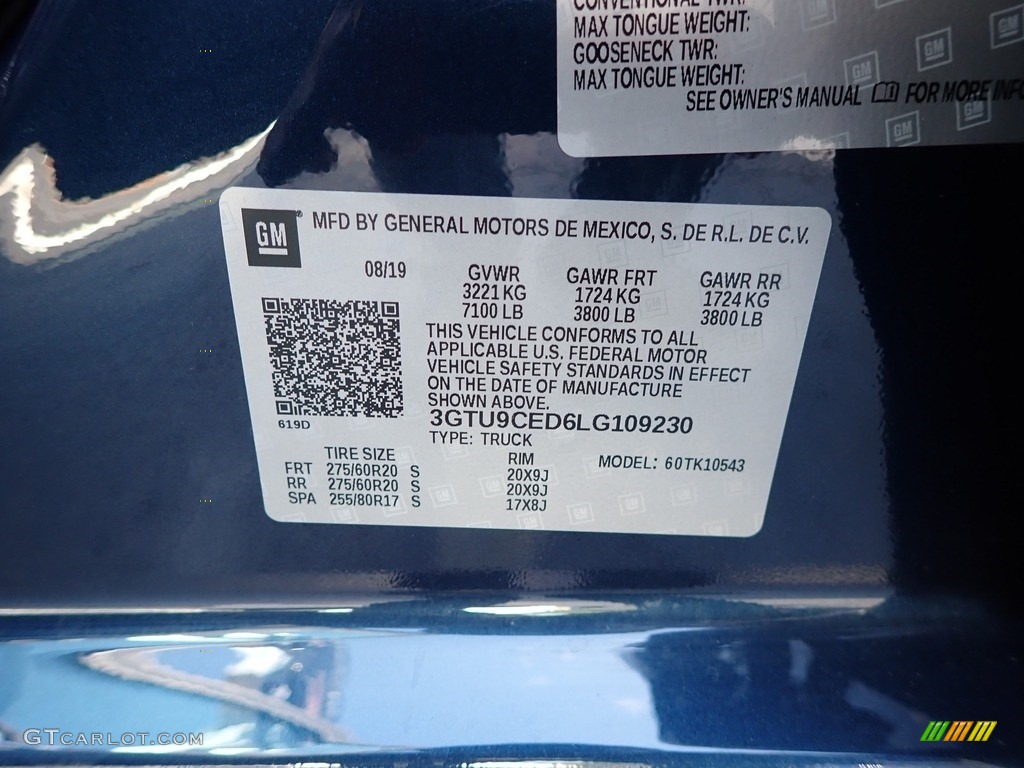 CONVENTIONAL TWR:
MAX TONGUE WEIGHT:
GOOSENECK TWR:
MAX TONGUE WEIGHT:
SEE OWNER'S MANUAL FOR MORE INFO
GM
MFD BY GENERAL MOTORS DE MEXICO, S. DE R.L. DE C.V.
08/19
GVWR GAWR FRT GAWR RR
3221 KG 1724 KG 1724 KG
7100 LB 3800 LB 3800 LB
THIS VEHICLE CONFORMS TO ALL
APPLICABLE U.S. FEDERAL MOTOR
VEHICLE SAFETY STANDARDS IN EFFECT
ON THE DATE OF MANUFACTURE
SHOWN ABOVE.
619D
3GTU9CED6LG109230
TYPE: TRUCK
TIRE SIZE RIM MODEL: 60TK10543
FRT 275/60R20 S 20X9J
RR 275/60R20 S 20X9J
SPA 255/80R17 S 17X8J
GTCARLOT.COM